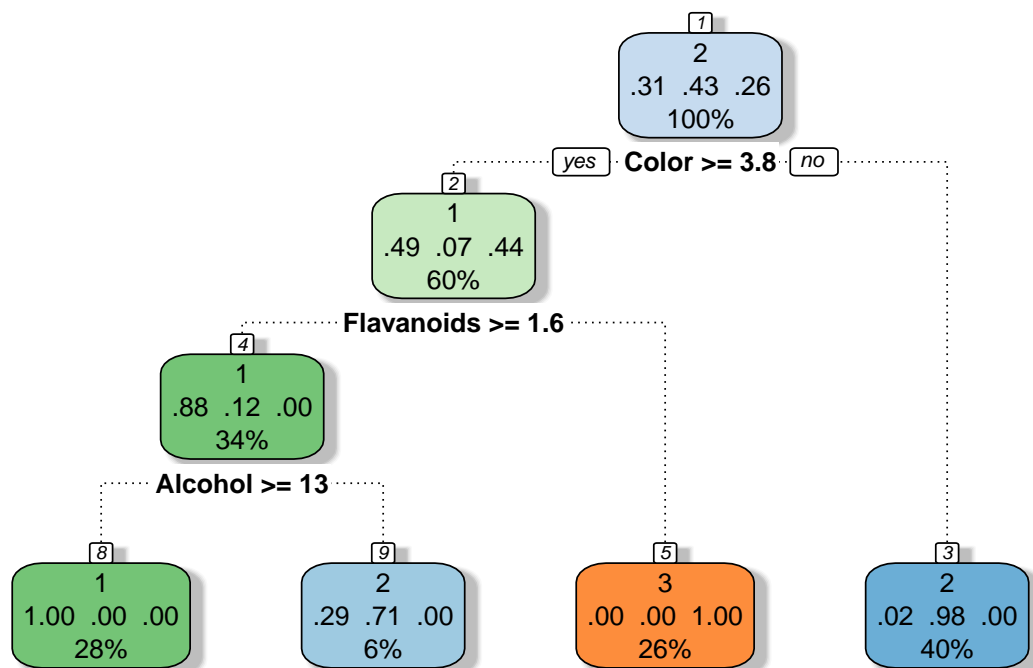 1
2
.31 .43 .26
100%
yes Color >= 3.8 no
2
1
.49 .07 .44
60%
Flavanoids >= 1.6
4
1
.88 .12 .00
34%
Alcohol >= 13
8
1
1.00 .00 .00
28%
9
2
.29 .71 .00
6%
5
3
.00 .00 1.00
26%
3
2
.02 .98 .00
40%